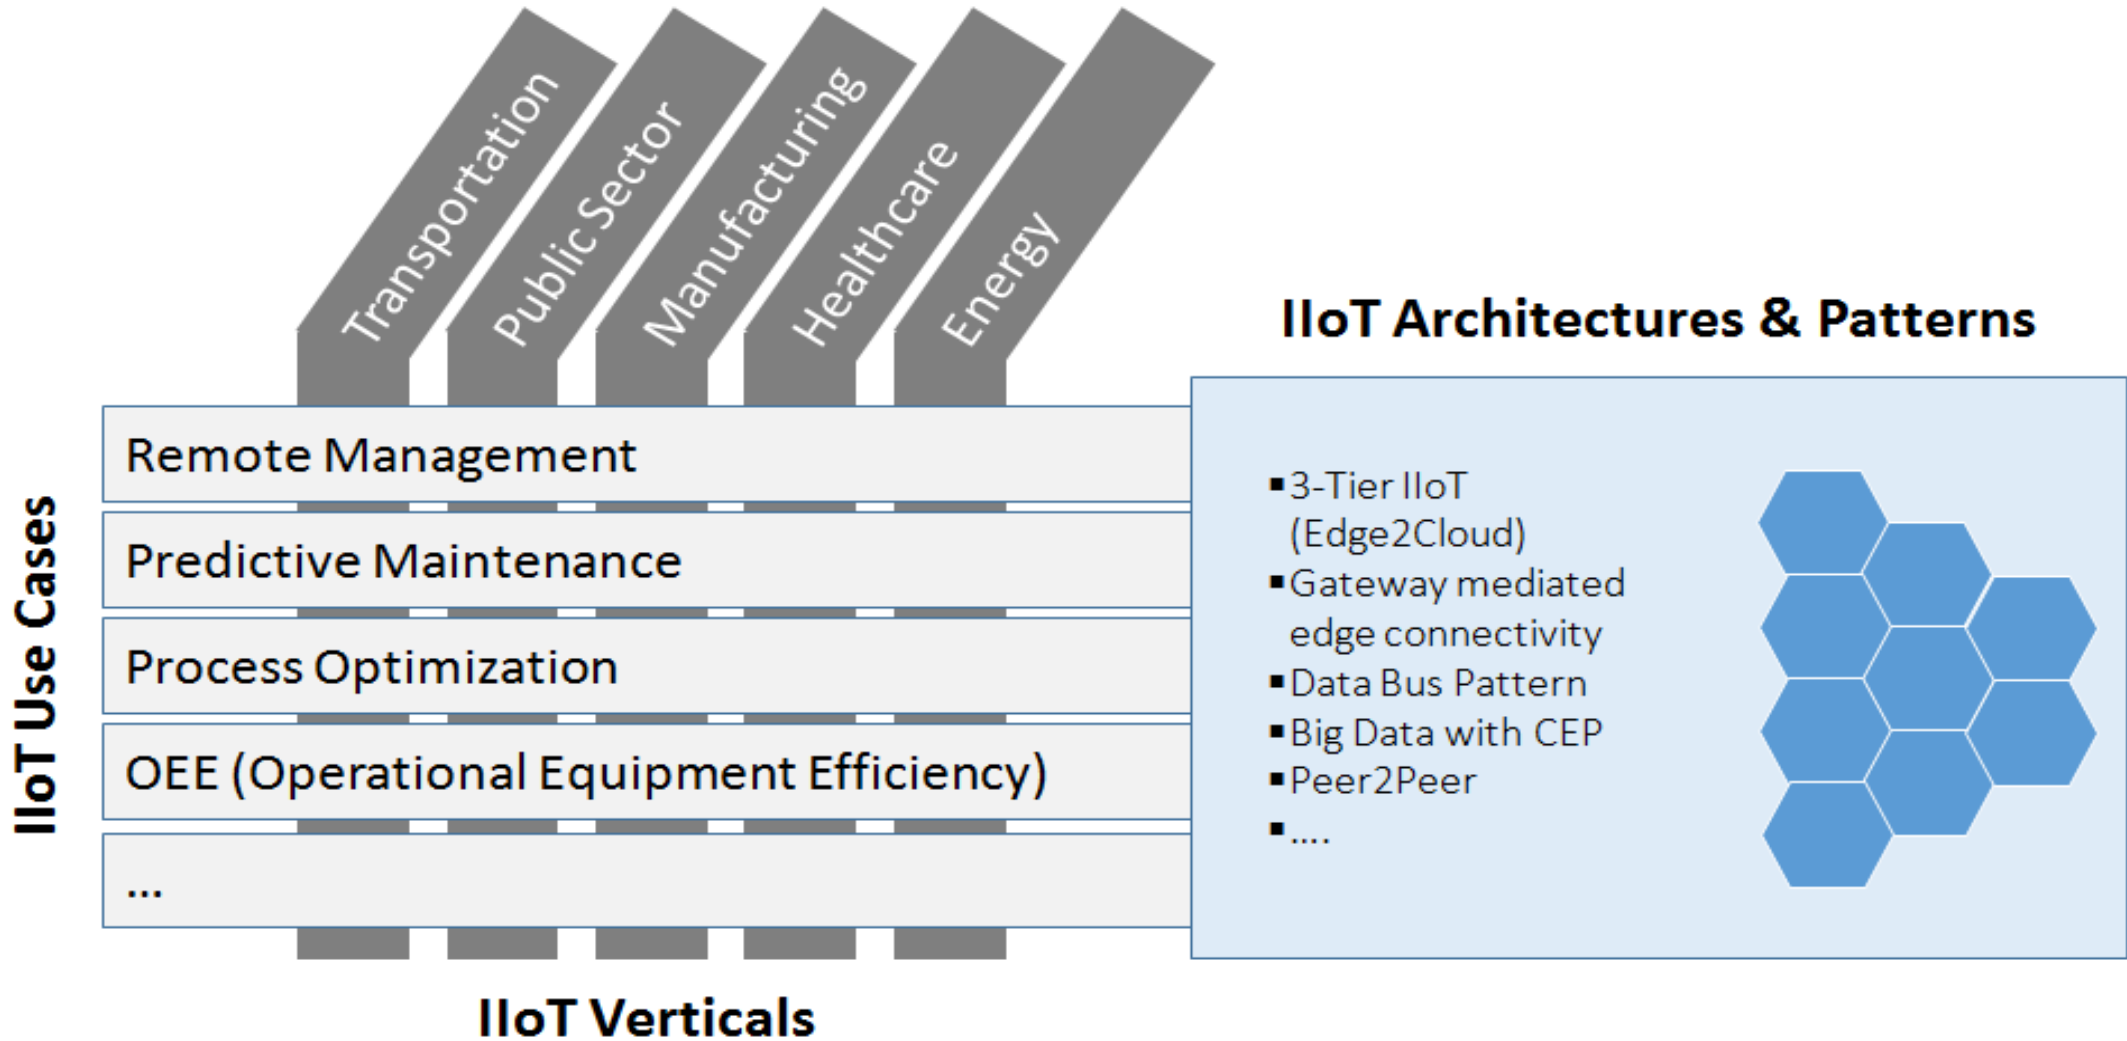 Transportation
Public Sector
Manufacturing
Healthcare
Energy
IIoT Architectures & Patterns
IIoT Use Cases
Remote Management
Predictive Maintenance
Process Optimization
OEE (Operational Equipment Efficiency)
...
▪3-Tier IIoT
(Edge2Cloud)
▪Gateway mediated
edge connectivity
▪Data Bus Pattern
▪Big Data with CEP
▪Peer2Peer
▪....
IIoT Verticals